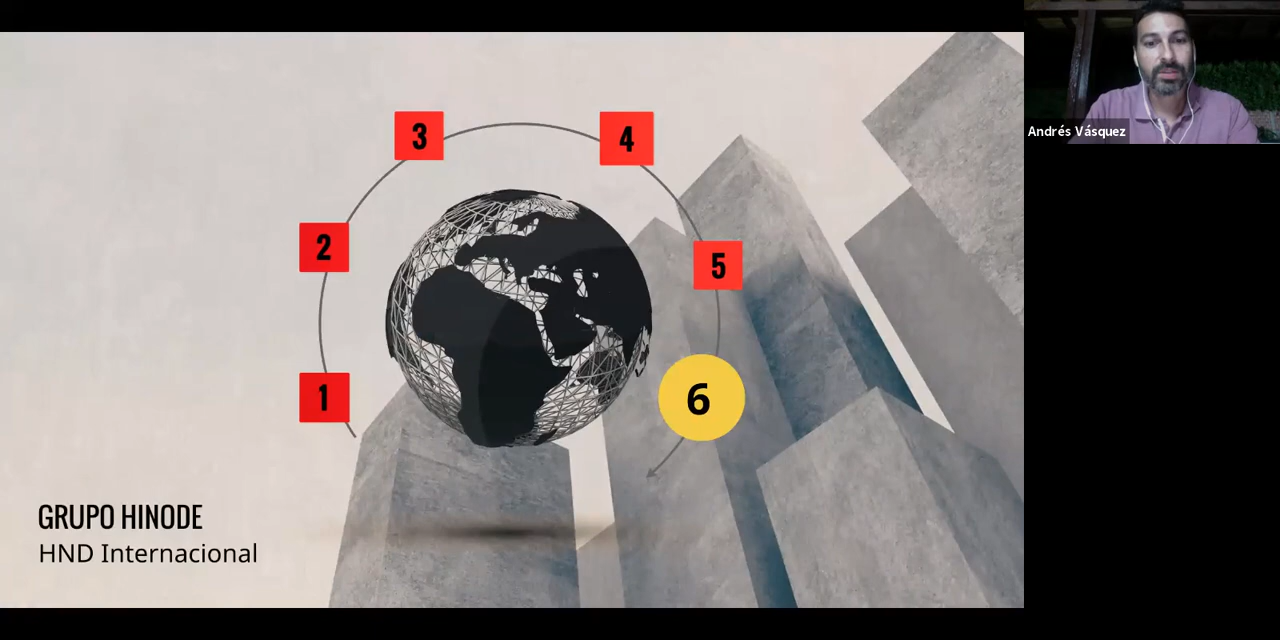 3
4
Andrés Vásquez
2
5
1
6
GRUPO HINODE
HND Internacional